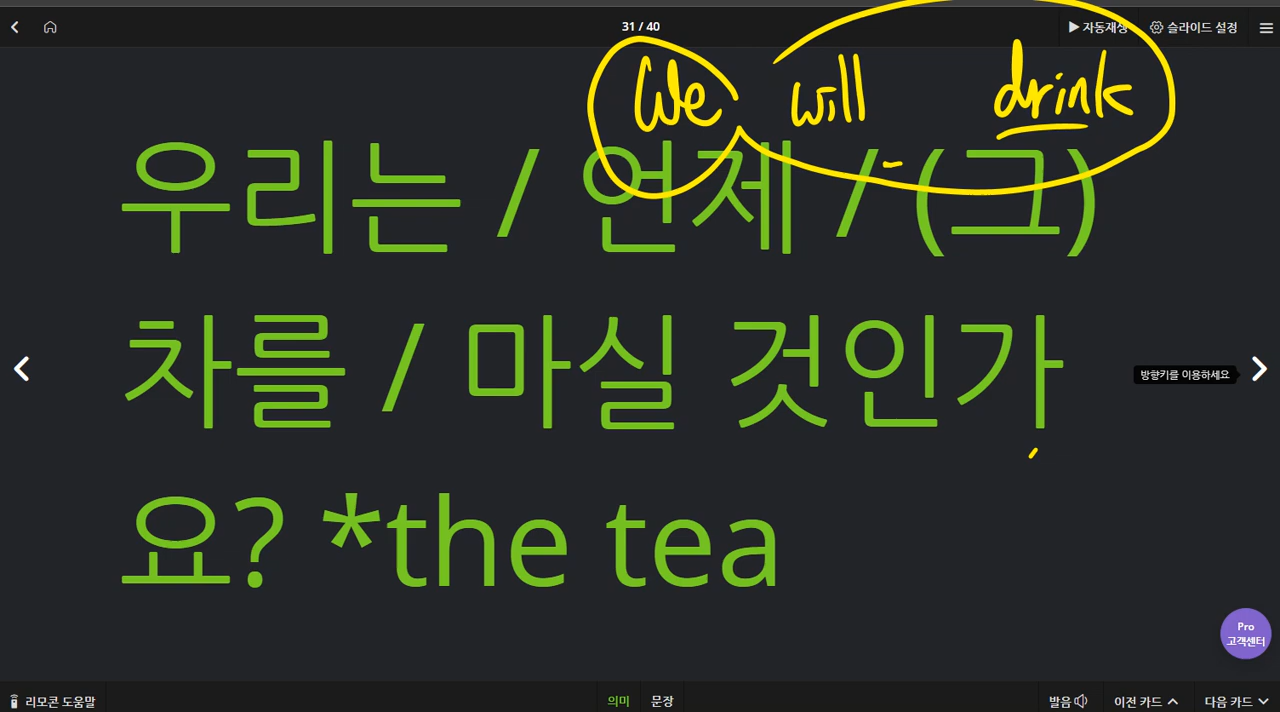 31 / 40
자동재생
슬라이드 설정
We will drink
우리는 / 언제 / (그)
차를 / 마실 것인가
요? *the tea
방향키를 이용하세요
Pro
고객센터
리모콘 도움말
의미
문장
발음
이전 카드
다음 카드